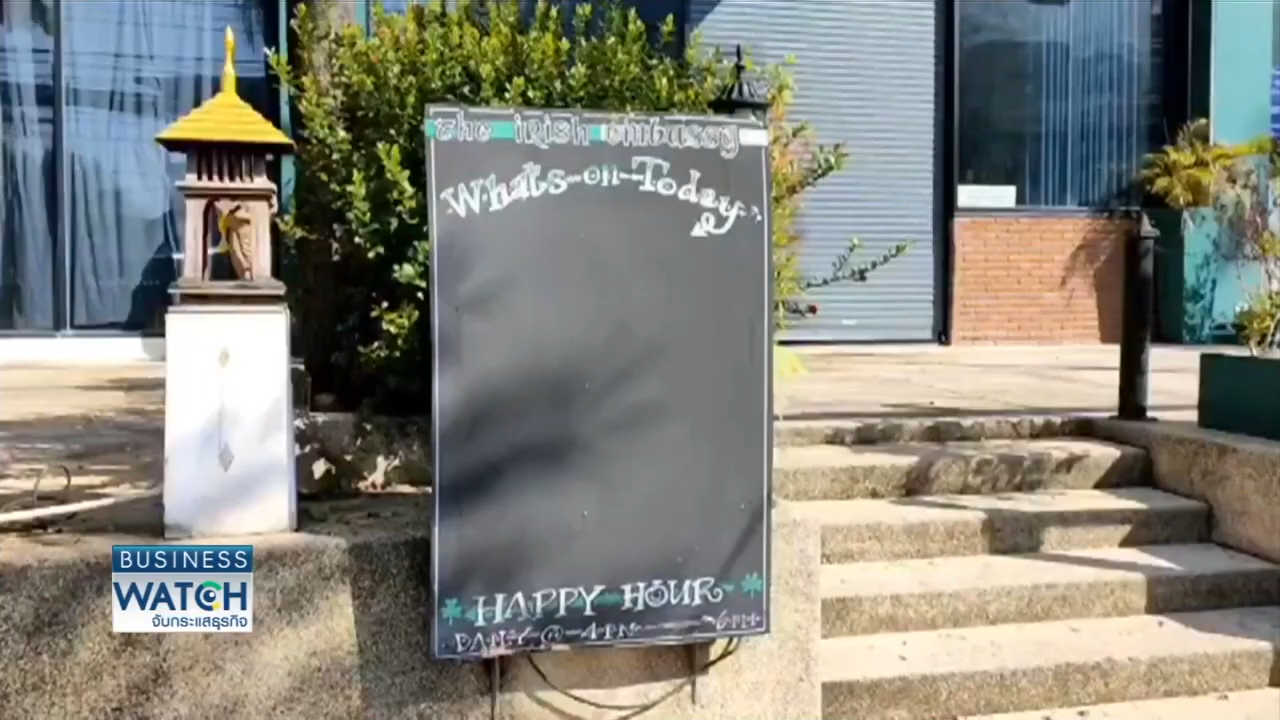 The iRish embassy
Whats-on-Today
HAPPY HOUR
DAILY @ 4PM - 6PM
BUSINESS
WATCH
จับกระแสธุรกิจ